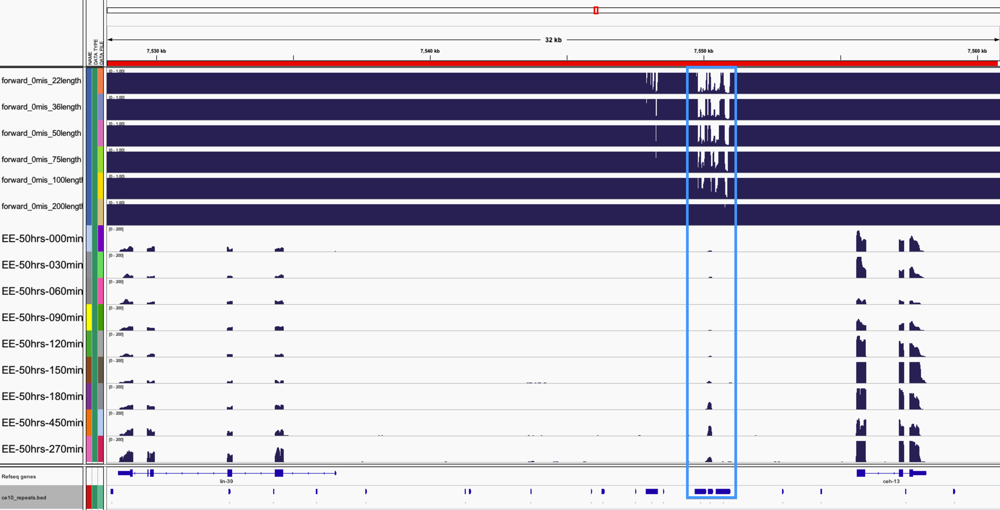 32 kb
7,530 kb 7,540 kb 7,550 kb 7,560 kb
NAME
DATA TYPE
DATA FILE
[0 - 1.00]
forward_0mis_22length
[0 - 1.00]
forward_0mis_36length
[0 - 1.00]
forward_0mis_50length
[0 - 1.00]
forward_0mis_75length
[0 - 1.00]
forward_0mis_100length
[0 - 1.00]
forward_0mis_200length
[0 - 200]
EE-50hrs-000min
[0 - 200]
EE-50hrs-030min
[0 - 200]
EE-50hrs-060min
[0 - 200]
EE-50hrs-090min
[0 - 200]
EE-50hrs-120min
[0 - 200]
EE-50hrs-150min
[0 - 200]
EE-50hrs-180min
[0 - 200]
EE-50hrs-450min
[0 - 200]
EE-50hrs-270min
Refseq genes
lin-39 ceh-13
ce10_repeats.bed